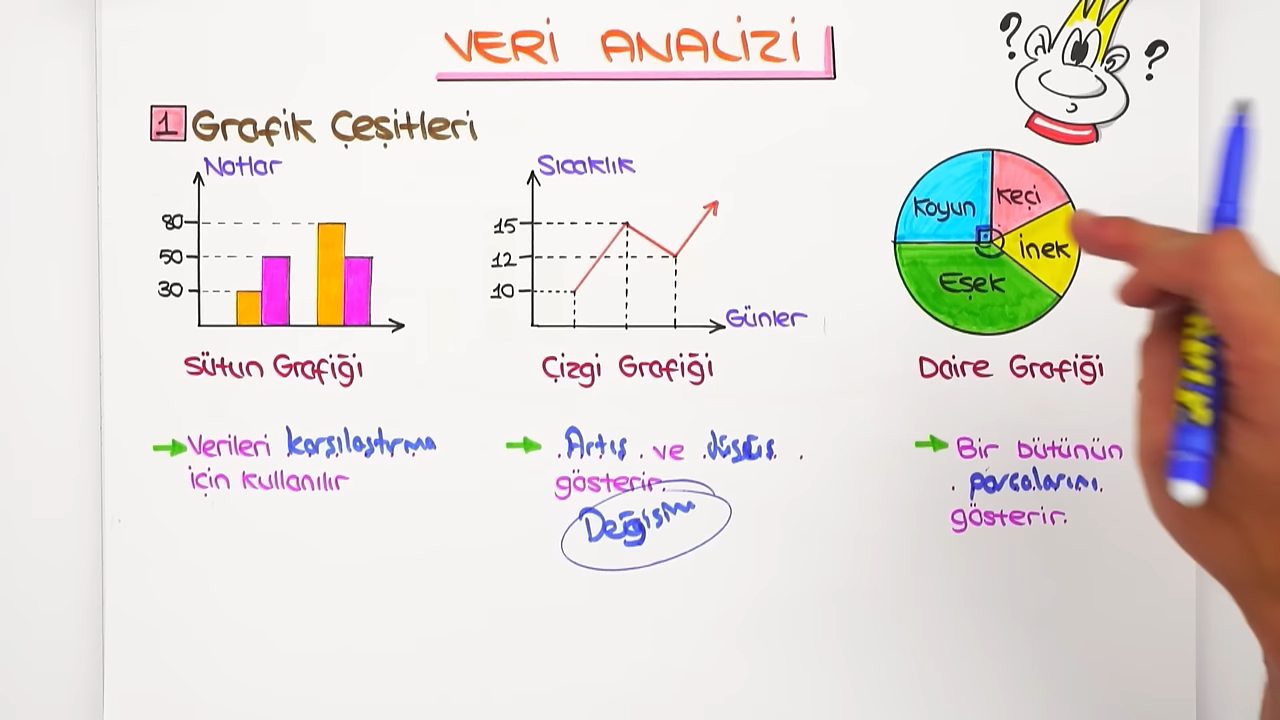 VERİ ANALİZİ
? ?
1 Grafik Çeşitleri
Notlar
80
50
30
Sütun Grafiği
→ Verileri karşılaştırma
için kullanılır
Sıcaklık
15
12
10
Günler
Çizgi Grafiği
→ .Artış. ve .düşüş. .
gösterir.
Değişim
Koyun
Keçi
İnek
Eşek
Daire Grafiği
→ Bir bütünün
. parçalarını.
gösterir.